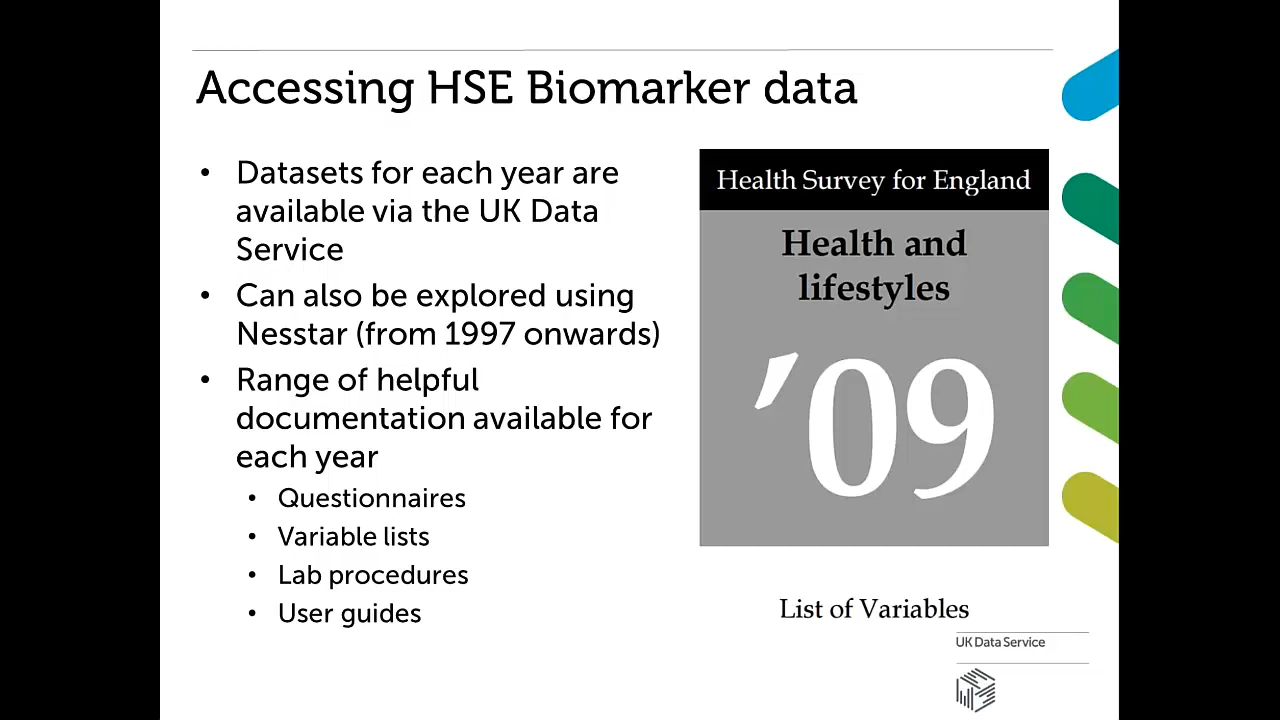 Accessing HSE Biomarker data
• Datasets for each year are
available via the UK Data
Service
• Can also be explored using
Nesstar (from 1997 onwards)
• Range of helpful
documentation available for
each year
• Questionnaires
• Variable lists
• Lab procedures
• User guides
Health Survey for England
Health and
lifestyles
’09
List of Variables
UK Data Service